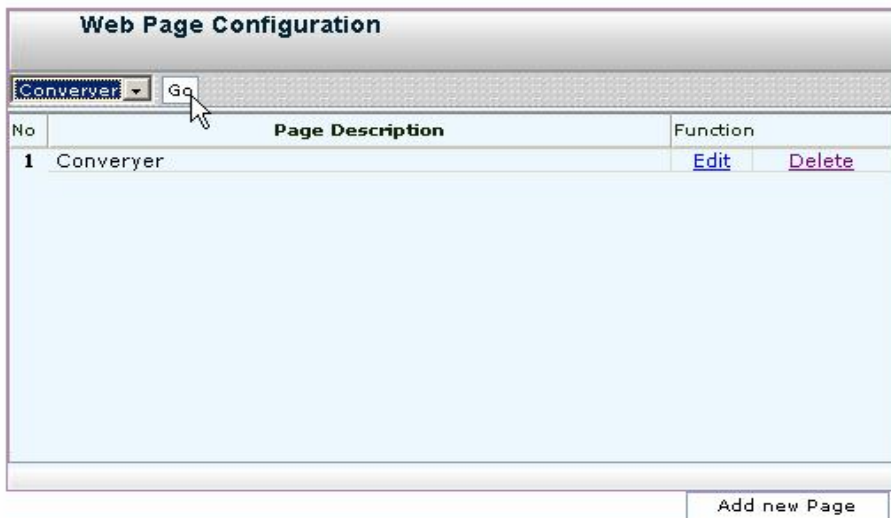 Web Page Configuration
Converyer Go
No Page Description Function
1 Converyer Edit Delete
Add new Page